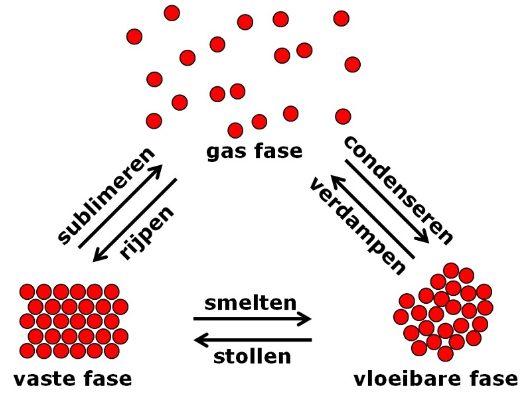 gas fase
sublimeren
rijpen
condenseren
verdampen
smelten
stollen
vaste fase
vloeibare fase